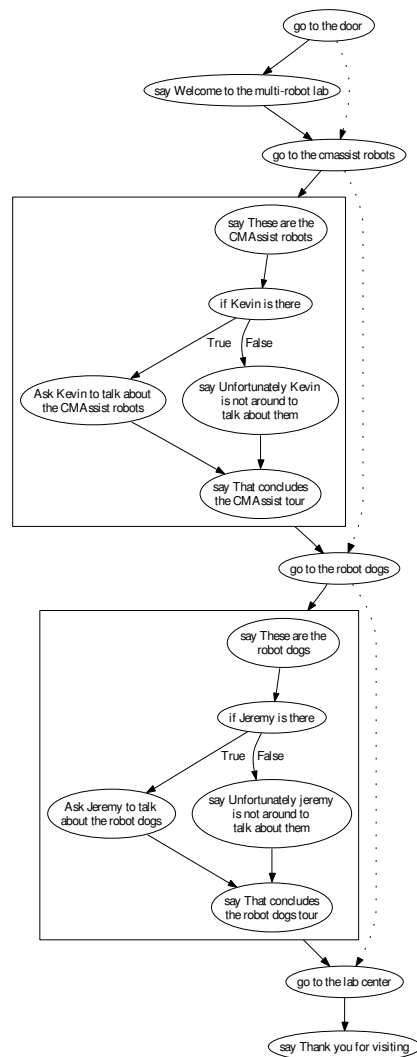 go to the door
say Welcome to the multi-robot lab
go to the cmassist robots
say These are the
CMAssist robots
if Kevin is there
True
False
Ask Kevin to talk about
the CMAssist robots
say Unfortunately Kevin
is not around to
talk about them
say That concludes
the CMAssist tour
go to the robot dogs
say These are the
robot dogs
if Jeremy is there
True
False
Ask Jeremy to talk
about the robot dogs
say Unfortunately jeremy
is not around to
talk about them
say That concludes
the robot dogs tour
go to the lab center
say Thank you for visiting